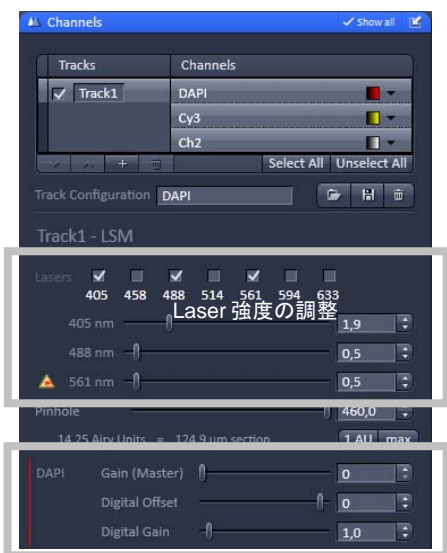 Channels Show all
Tracks Channels
Track1 DAPI
Cy3
Ch2
+ Select All Unselect All
Track Configuration DAPI
Track1 - LSM
Lasers
405 458 488 514 561 594 633
Laser 強度の調整
405 nm 1,9
488 nm 0,5
561 nm 0,5
Pinhole 460,0
14.25 Airy Units = 124.9 um section 1 AU max
DAPI Gain (Master) 0
Digital Offset 0
Digital Gain 1,0